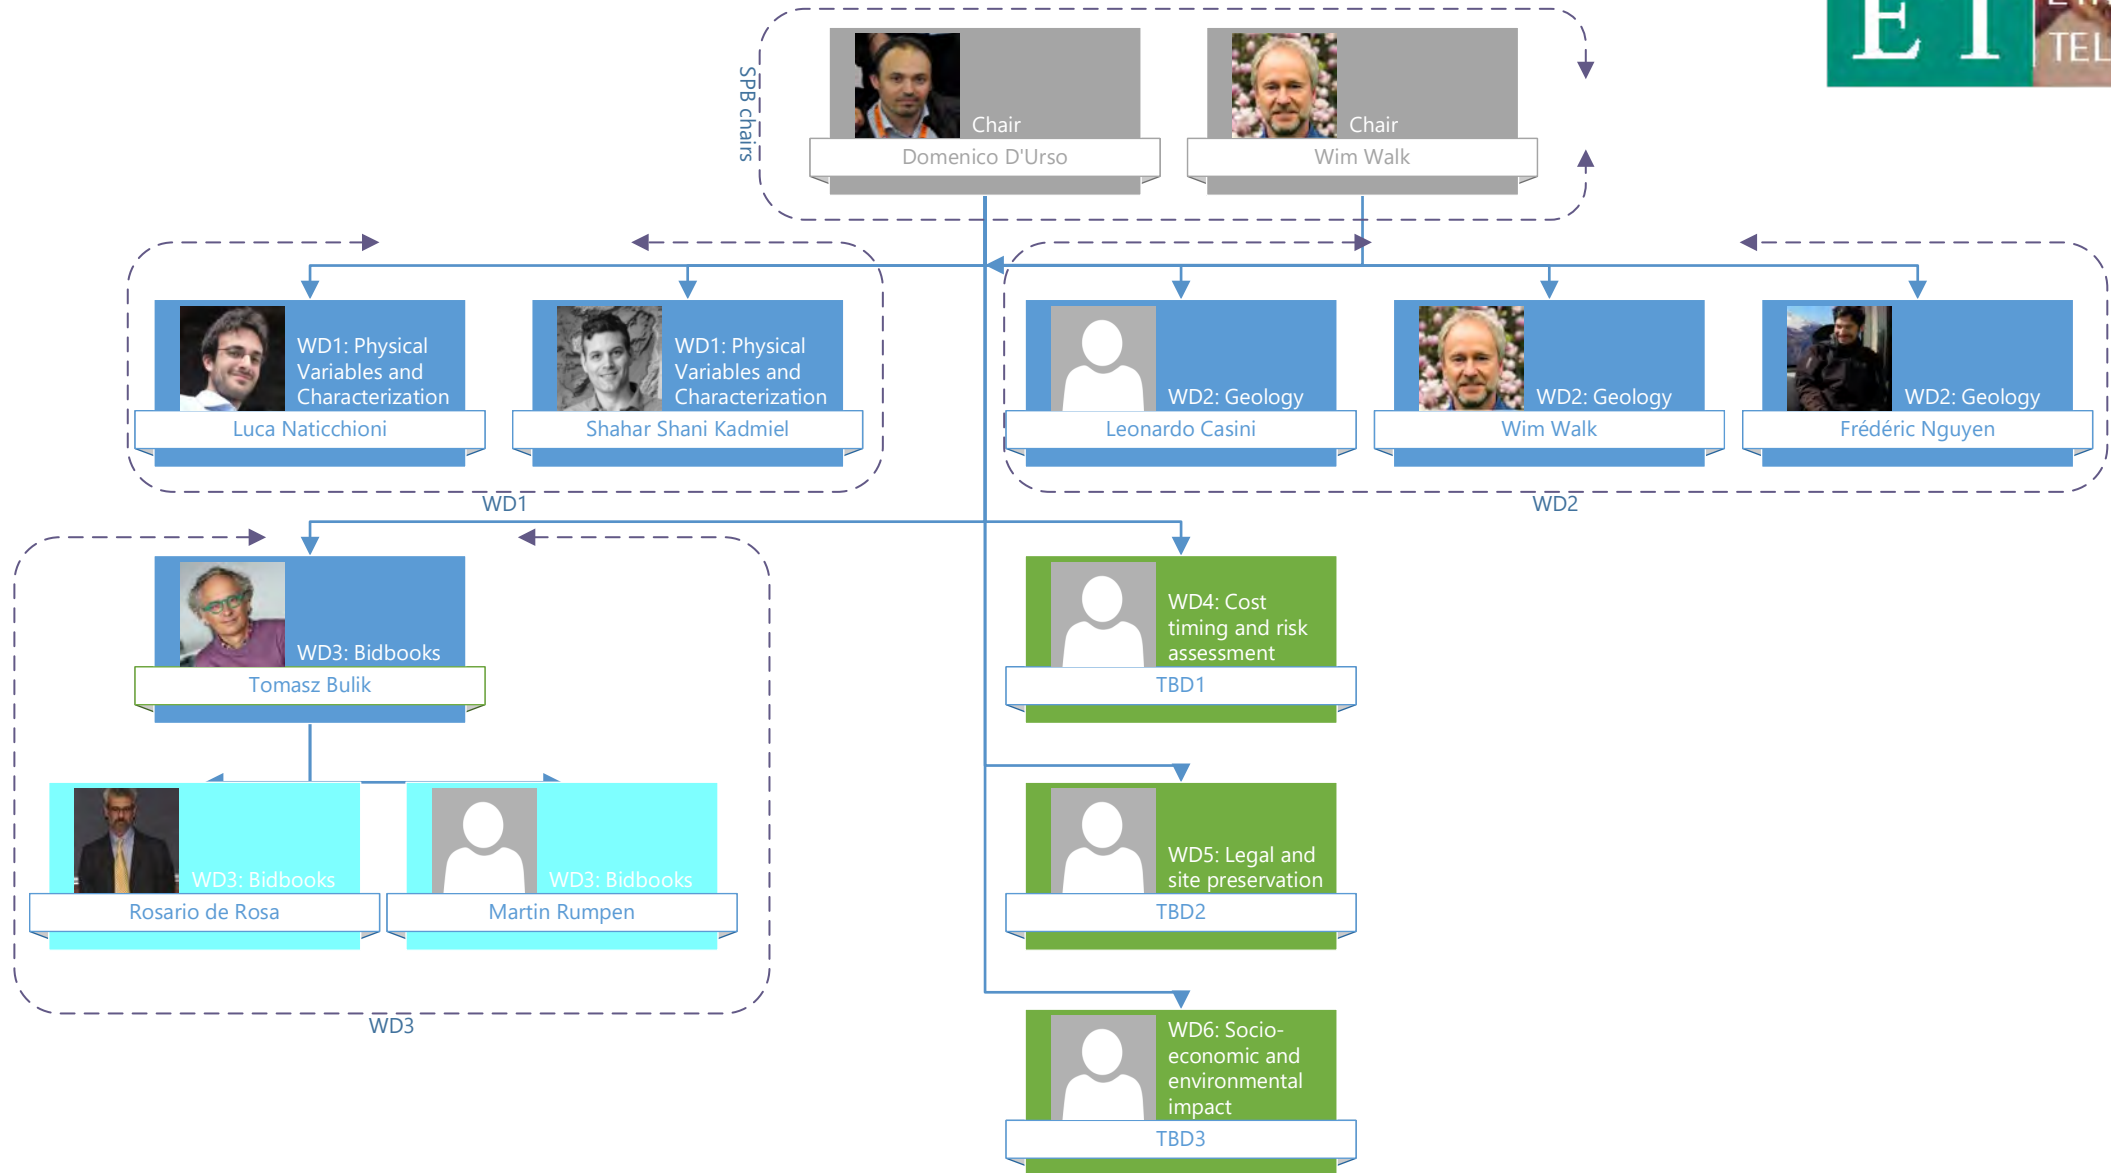 E T
TEL
SPB chairs
Chair
Domenico D'Urso
Chair
Wim Walk
WD1: Physical
Variables and
Characterization
Luca Naticchioni
WD1: Physical
Variables and
Characterization
Shahar Shani Kadmiel
WD2: Geology
Leonardo Casini
WD2: Geology
Wim Walk
WD2: Geology
Frédéric Nguyen
WD1
WD2
WD3: Bidbooks
Tomasz Bulik
WD4: Cost
timing and risk
assessment
TBD1
WD3: Bidbooks
Rosario de Rosa
WD3: Bidbooks
Martin Rumpen
WD5: Legal and
site preservation
TBD2
WD3
WD6: Socio-
economic and
environmental
impact
TBD3